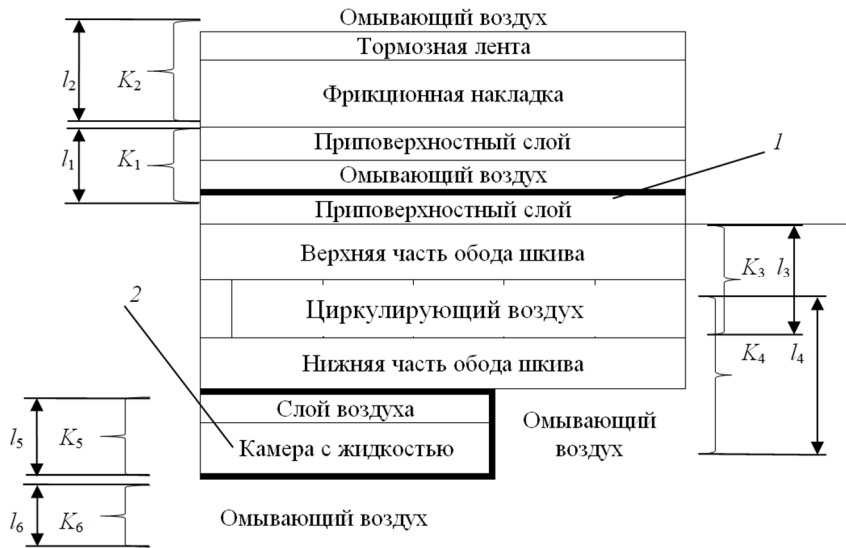 Омывающий воздух
Тормозная лента
l2
K2
Фрикционная накладка
Приповерхностный слой
1
l1
K1
Омывающий воздух
Приповерхностный слой
Верхняя часть обода шкива
K3
l3
2
Циркулирующий воздух
Нижняя часть обода шкива
K4
l4
Слой воздуха
Омывающий
воздух
l5
K5
Камера с жидкостью
l6
K6
Омывающий воздух